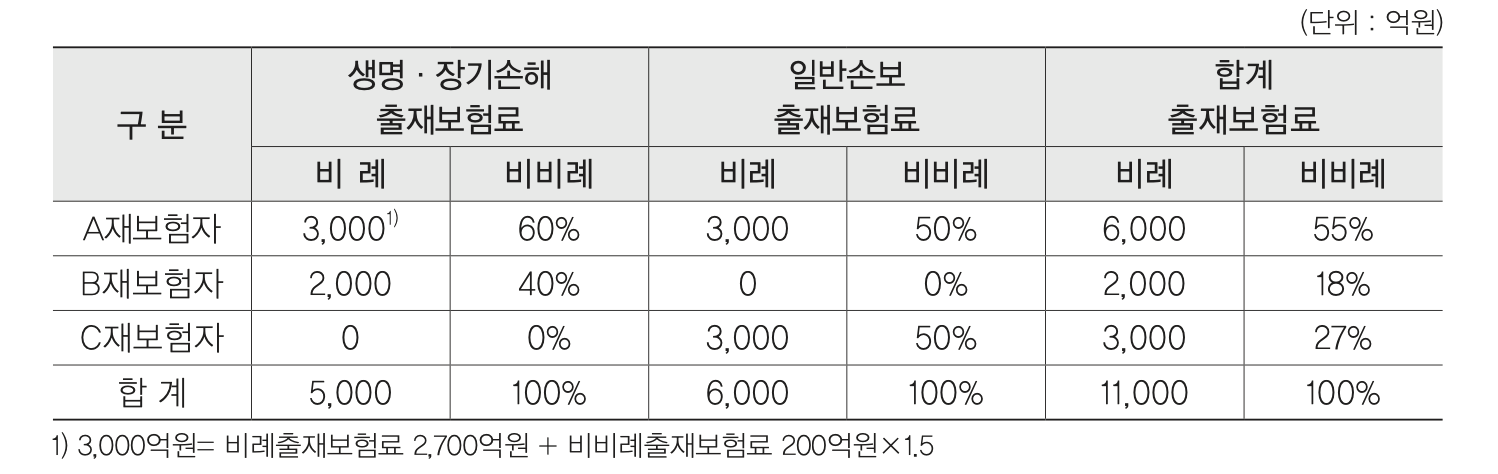 (단위 : 억원)
구 분 생명 · 장기손해 출재보험료 일반손보 출재보험료 합계 출재보험료
비 례 비비례 비례 비비례 비례 비비례
A재보험자 3,0001) 60% 3,000 50% 6,000 55%
B재보험자 2,000 40% 0 0% 2,000 18%
C재보험자 0 0% 3,000 50% 3,000 27%
합 계 5,000 100% 6,000 100% 11,000 100%
1) 3,000억원= 비례출재보험료 2,700억원 + 비비례출재보험료 200억원×1.5